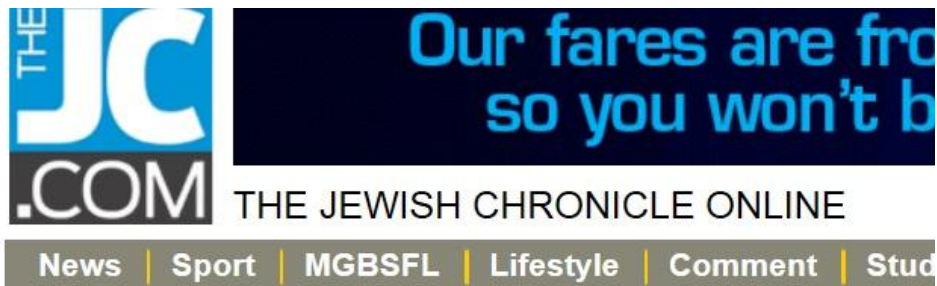 THE
JC
.COM
Our fares are fro
so you won't b
THE JEWISH CHRONICLE ONLINE
News | Sport | MGBSFL | Lifestyle | Comment | Stud